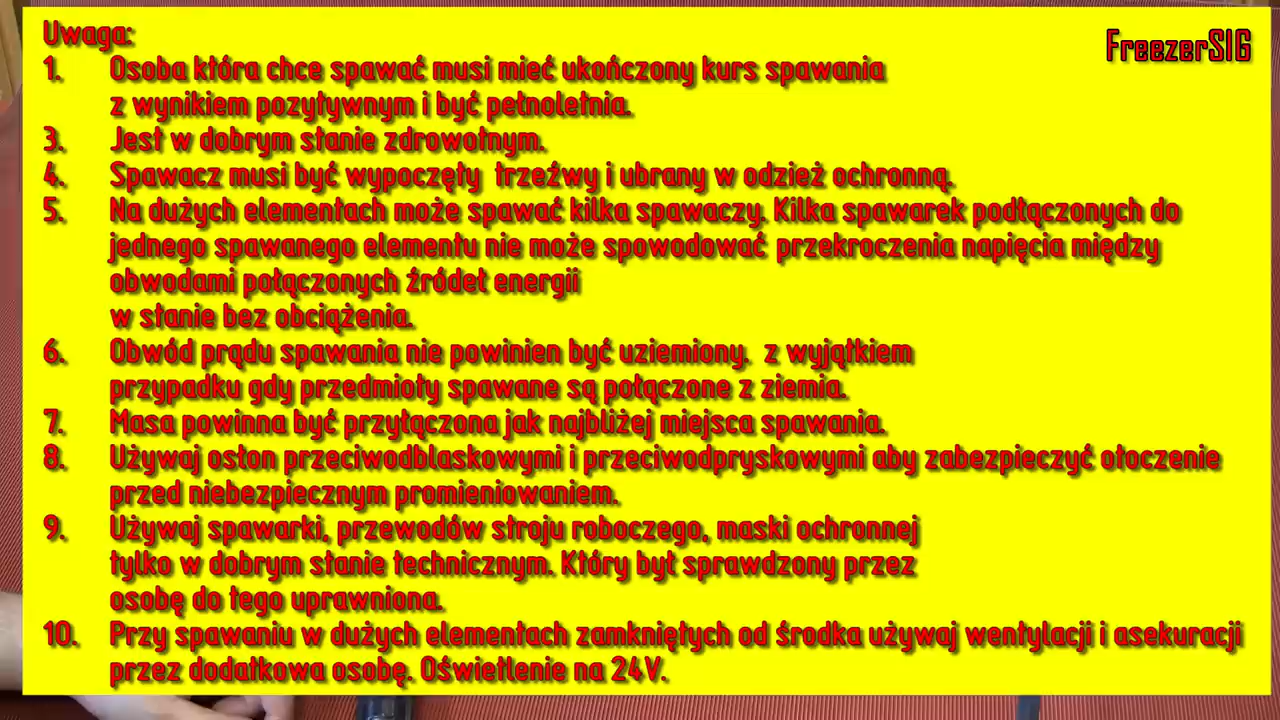 Uwaga:
FreezerSIG
1. Osoba która chce spawać musi mieć ukończony kurs spawania
z wynikiem pozytywnym i być pełnoletnia.
3. Jest w dobrym stanie zdrowotnym.
4. Spawacz musi być wypoczęty trzeźwy i ubrany w odzież ochronną.
5. Na dużych elementach może spawać kilka spawaczy. Kilka spawarek podłączonych do
jednego spawanego elementu nie może spowodować przekroczenia napięcia między
obwodami połączonych źródeł energii
w stanie bez obciążenia.
6. Obwód prądu spawania nie powinien być uziemiony. z wyjątkiem
przypadku gdy przedmioty spawane są połączone z ziemia.
7. Masa powinna być przyłączona jak najbliżej miejsca spawania.
8. Używaj osłon przeciwodblaskowymi i przeciwodpryskowymi aby zabezpieczyć otoczenie
przed niebezpiecznym promieniowaniem.
9. Używaj spawarki, przewodów stroju roboczego, maski ochronnej
tylko w dobrym stanie technicznym. Który był sprawdzony przez
osobę do tego uprawniona.
10. Przy spawaniu w dużych elementach zamkniętych od środka używaj wentylacji i asekuracji
przez dodatkowa osobę. Oświetlenie na 24V.